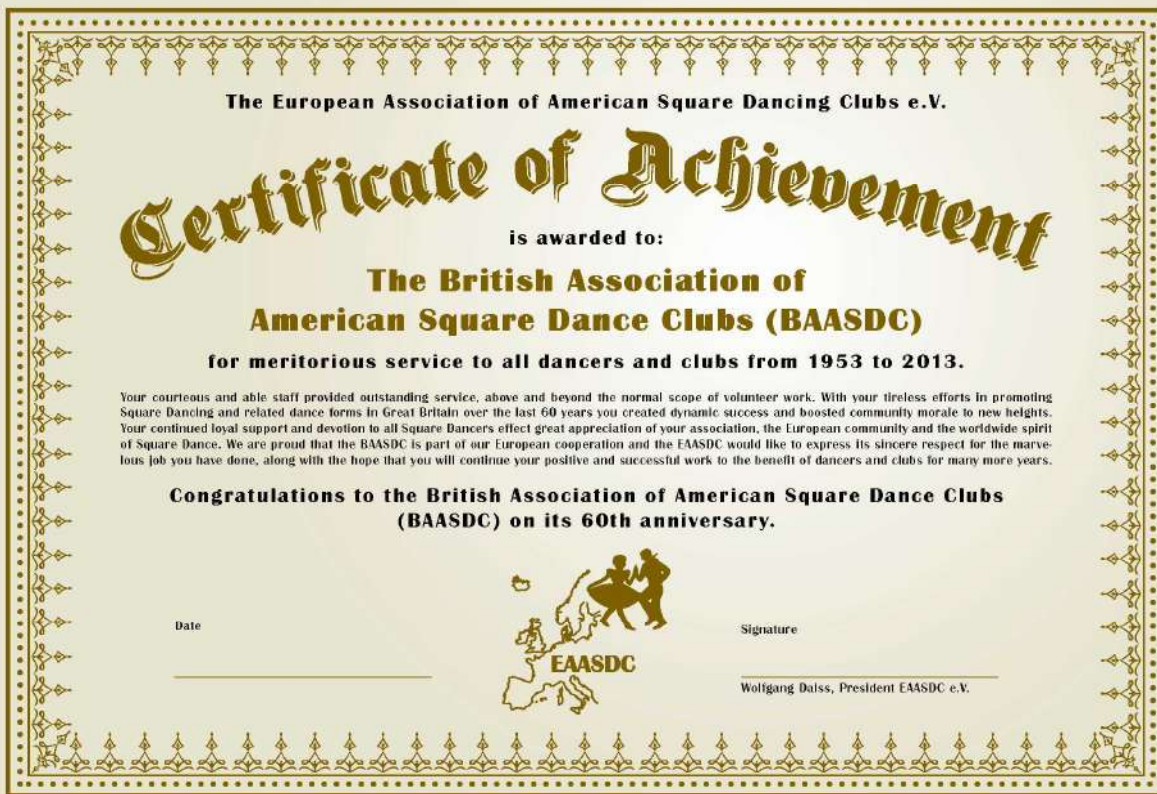 The European Association of American Square Dancing Clubs e.V.
Certificate of Achievement
is awarded to:
The British Association of
American Square Dance Clubs (BAASDC)
for meritorious service to all dancers and clubs from 1953 to 2013.
Your courteous and able staff provided outstanding service, above and beyond the normal scope of volunteer work. With your tireless efforts in promoting
Square Dancing and related dance forms in Great Britain over the last 60 years you created dynamic success and boosted community morale to new heights.
Your continued loyal support and devotion to all Square Dancers effect great appreciation of your association, the European community and the worldwide spirit
of Square Dance. We are proud that the BAASDC is part of our European cooperation and the EAASDC would like to express its sincere respect for the marve-
lous job you have done, along with the hope that you will continue your positive and successful work to the benefit of dancers and clubs for many more years.
Congratulations to the British Association of American Square Dance Clubs
(BAASDC) on its 60th anniversary.
Date
Signature
EAASDC
Wolfgang Daiss, President EAASDC e.V.